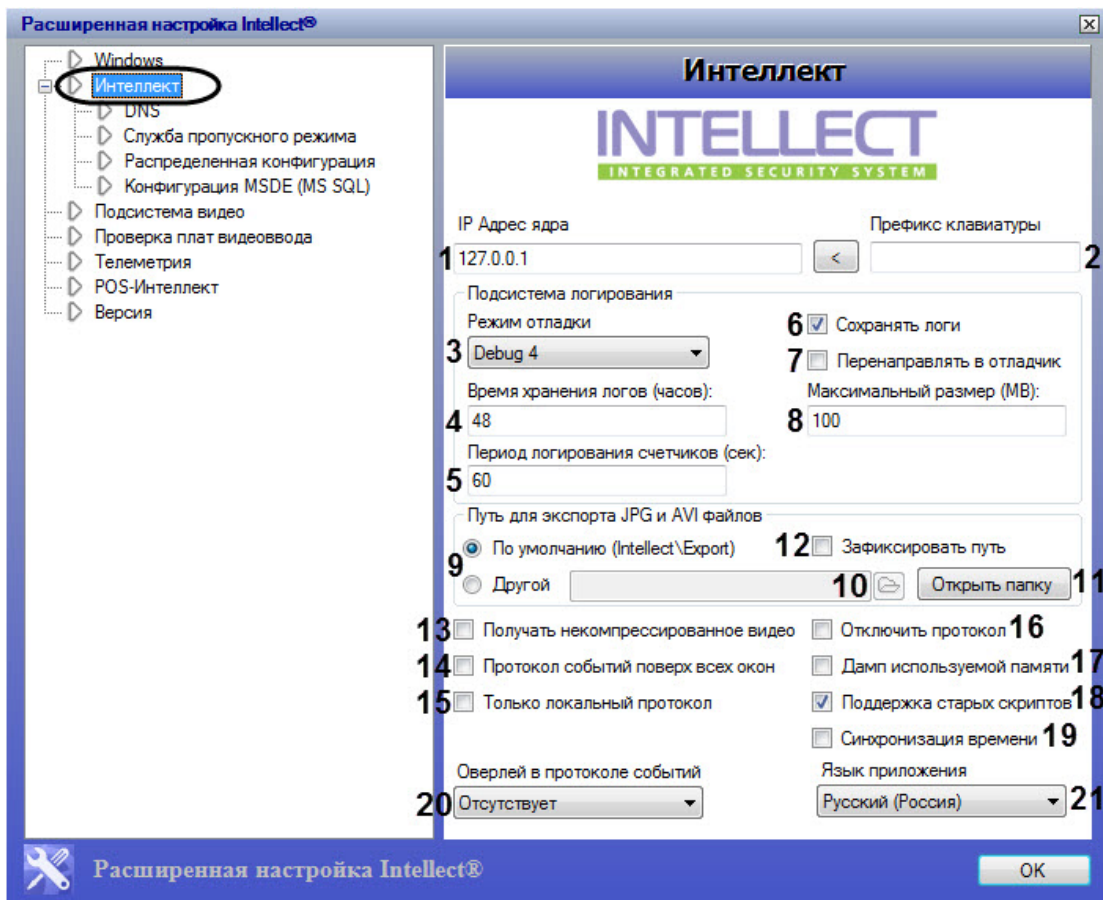 Расширенная настройка Intellect®
Windows
Интеллект
DNS
Служба пропускного режима
Распределенная конфигурация
Конфигурация MSDE (MS SQL)
Подсистема видео
Проверка плат видеоввода
Телеметрия
POS-Интеллект
Версия
Интеллект
INTELLECT
INTEGRATED SECURITY SYSTEM
IP Адрес ядра Префикс клавиатуры
1 127.0.0.1 < 2
Подсистема логирования
Режим отладки 6 Сохранять логи
3 Debug 4 7 Перенаправлять в отладчик
Время хранения логов (часов): Максимальный размер (MB):
4 48 8 100
Период логирования счетчиков (сек):
5 60
Путь для экспорта JPG и AVI файлов
9 По умолчанию (Intellect\Export) 12 Зафиксировать путь
Другой 10 Открыть папку 11
13 Получать некомпрессированное видео Отключить протокол 16
14 Протокол событий поверх всех окон Дамп используемой памяти 17
15 Только локальный протокол Поддержка старых скриптов 18
Синхронизация времени 19
Оверлей в протоколе событий Язык приложения
20 Отсутствует Русский (Россия) 21
Расширенная настройка Intellect® OK